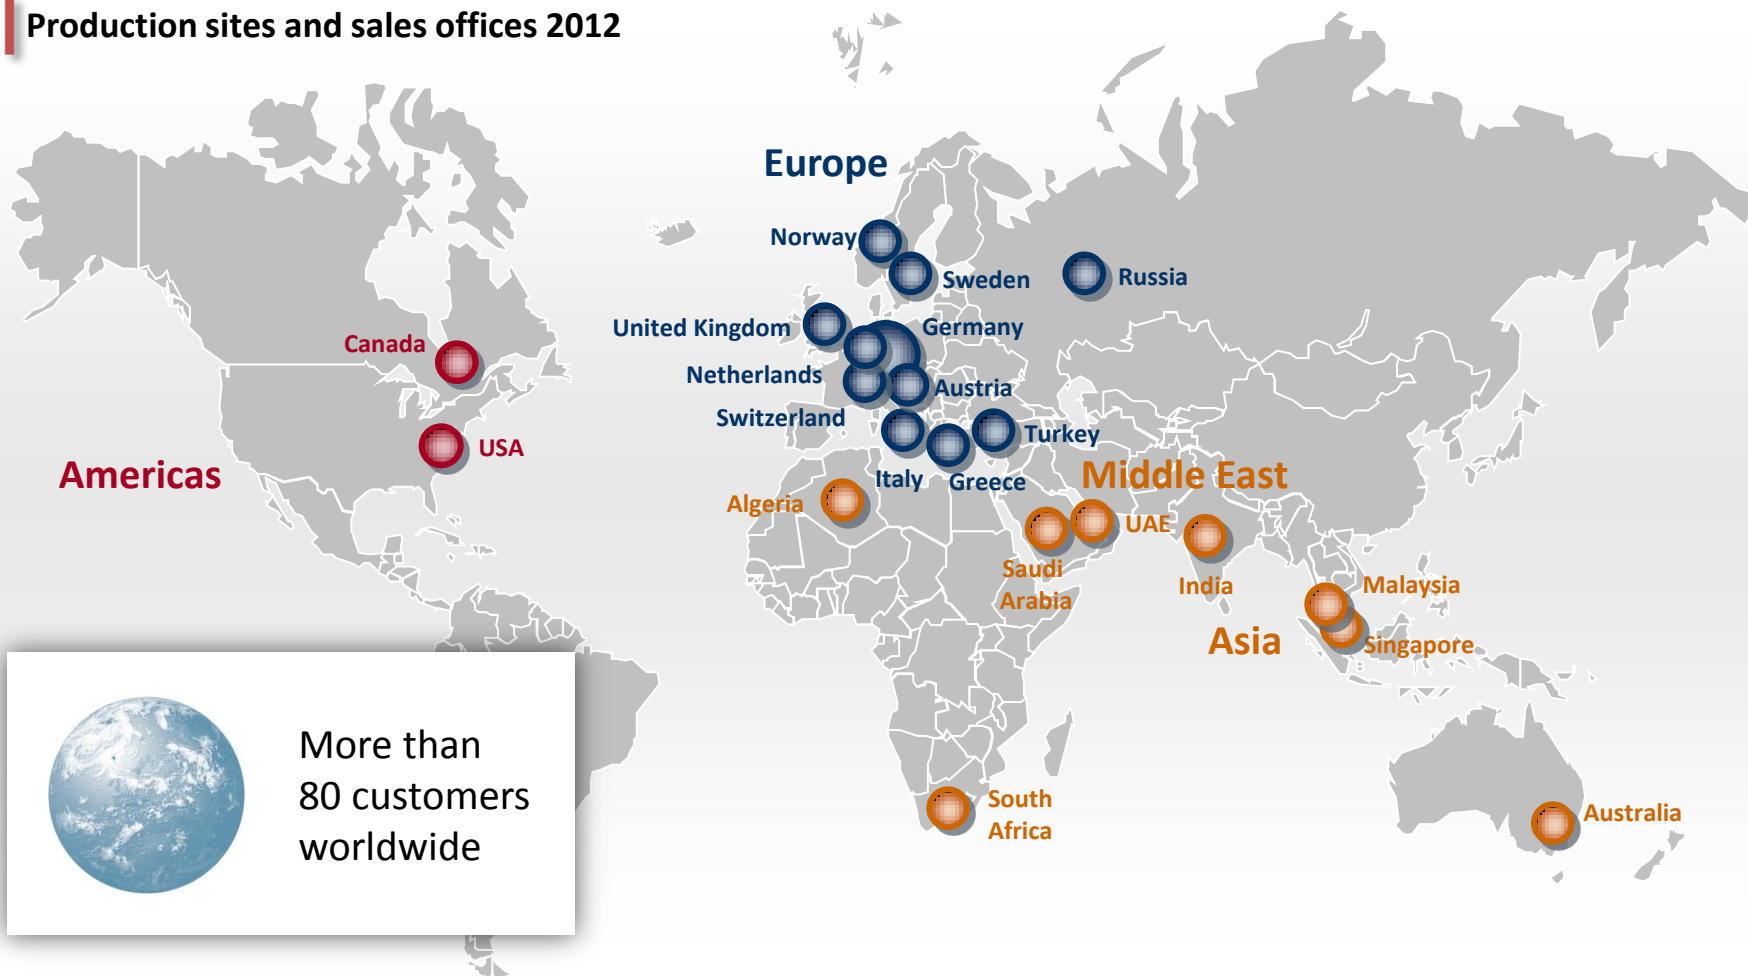 Production sites and sales offices 2012
Europe
Norway
Sweden
Russia
United Kingdom
Germany
Canada
Netherlands
Austria
Switzerland
Turkey
USA
Americas
Italy
Greece
Middle East
Algeria
UAE
Saudi
Arabia
India
Malaysia
Asia
Singapore
More than
80 customers
worldwide
South
Africa
Australia